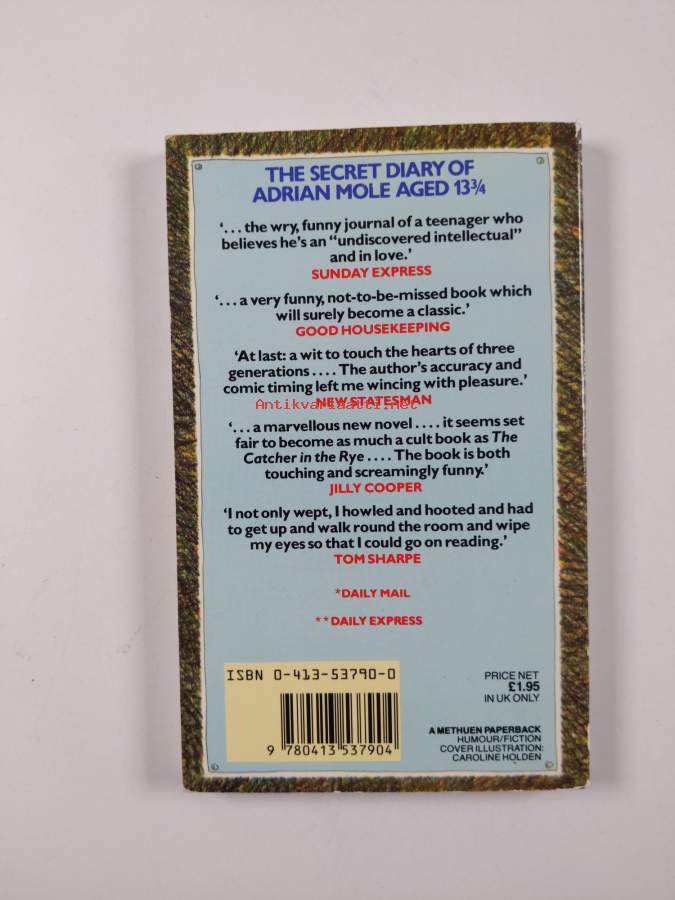 THE SECRET DIARY OF
ADRIAN MOLE AGED 13¾
‘. . . the wry, funny journal of a teenager who
believes he’s an “undiscovered intellectual”
and in love.’
SUNDAY EXPRESS
‘. . . a very funny, not-to-be-missed book which
will surely become a classic.’
GOOD HOUSEKEEPING
‘At last: a wit to touch the hearts of three
generations . . . . The author’s accuracy and
comic timing left me wincing with pleasure.’
NEW STATESMAN
Antikvariaatti.net
‘. . . a marvellous new novel . . . . it seems set
fair to become as much a cult book as The
Catcher in the Rye . . . . The book is both
touching and screamingly funny.’
JILLY COOPER
‘I not only wept, I howled and hooted and had
to get up and walk round the room and wipe
my eyes so that I could go on reading.’
TOM SHARPE
*DAILY MAIL
**DAILY EXPRESS
ISBN 0-413-53790-0
9 780413 537904
PRICE NET
£1.95
IN UK ONLY
A METHUEN PAPERBACK
HUMOUR/FICTION
COVER ILLUSTRATION:
CAROLINE HOLDEN